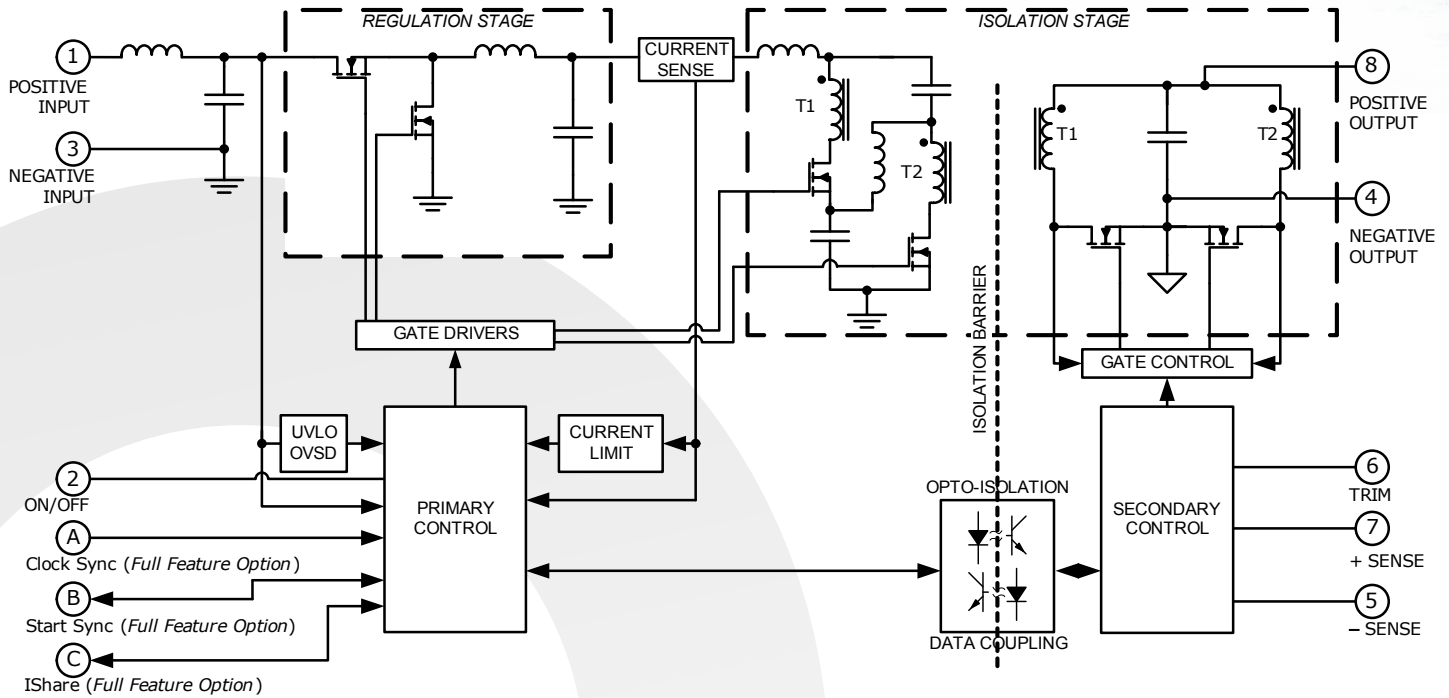 REGULATION STAGE
ISOLATION STAGE
1
POSITIVE
INPUT
3
NEGATIVE
INPUT
CURRENT
SENSE
T1
T2
T1
T2
8
POSITIVE
OUTPUT
4
NEGATIVE
OUTPUT
ISOLATION BARRIER
GATE DRIVERS
GATE CONTROL
UVLO
OVSD
CURRENT
LIMIT
PRIMARY
CONTROL
2
ON/OFF
A
Clock Sync (Full Feature Option)
B
Start Sync (Full Feature Option)
C
IShare (Full Feature Option)
OPTO-ISOLATION
DATA COUPLING
SECONDARY
CONTROL
6
TRIM
7
+ SENSE
5
– SENSE